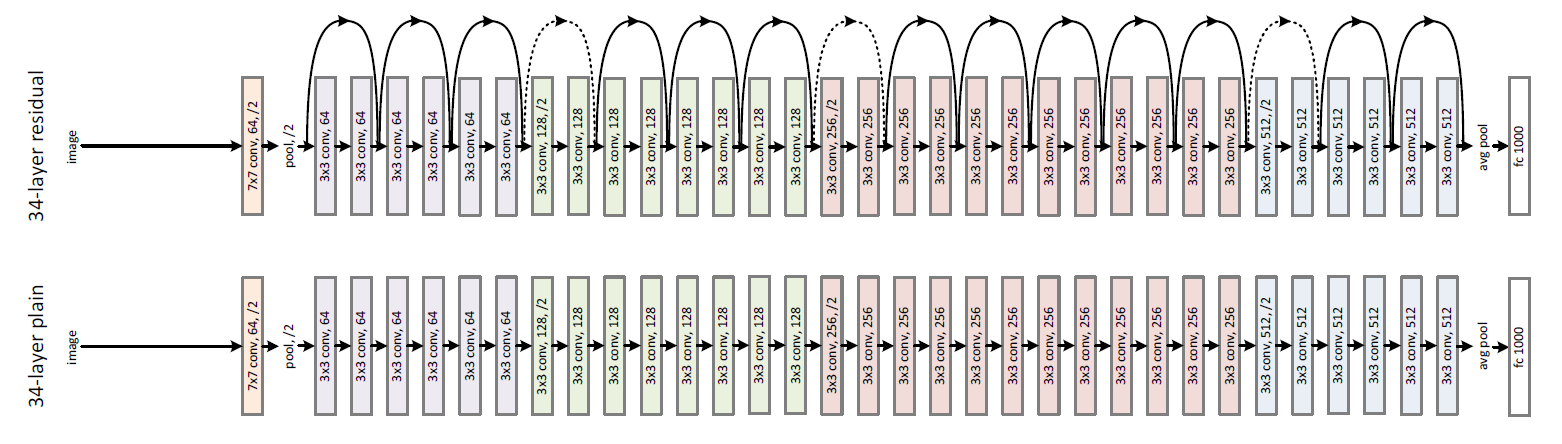 34-layer residual
image
7x7 conv, 64, /2
pool, /2
3x3 conv, 64
3x3 conv, 64
3x3 conv, 64
3x3 conv, 64
3x3 conv, 64
3x3 conv, 64
3x3 conv, 128, /2
3x3 conv, 128
3x3 conv, 128
3x3 conv, 128
3x3 conv, 128
3x3 conv, 128
3x3 conv, 128
3x3 conv, 128
3x3 conv, 256, /2
3x3 conv, 256
3x3 conv, 256
3x3 conv, 256
3x3 conv, 256
3x3 conv, 256
3x3 conv, 256
3x3 conv, 256
3x3 conv, 256
3x3 conv, 256
3x3 conv, 256
3x3 conv, 256
3x3 conv, 512, /2
3x3 conv, 512
3x3 conv, 512
3x3 conv, 512
3x3 conv, 512
3x3 conv, 512
avg pool
fc 1000
34-layer plain
image
7x7 conv, 64, /2
pool, /2
3x3 conv, 64
3x3 conv, 64
3x3 conv, 64
3x3 conv, 64
3x3 conv, 64
3x3 conv, 64
3x3 conv, 128, /2
3x3 conv, 128
3x3 conv, 128
3x3 conv, 128
3x3 conv, 128
3x3 conv, 128
3x3 conv, 128
3x3 conv, 128
3x3 conv, 256, /2
3x3 conv, 256
3x3 conv, 256
3x3 conv, 256
3x3 conv, 256
3x3 conv, 256
3x3 conv, 256
3x3 conv, 256
3x3 conv, 256
3x3 conv, 256
3x3 conv, 256
3x3 conv, 256
3x3 conv, 512, /2
3x3 conv, 512
3x3 conv, 512
3x3 conv, 512
3x3 conv, 512
3x3 conv, 512
avg pool
fc 1000